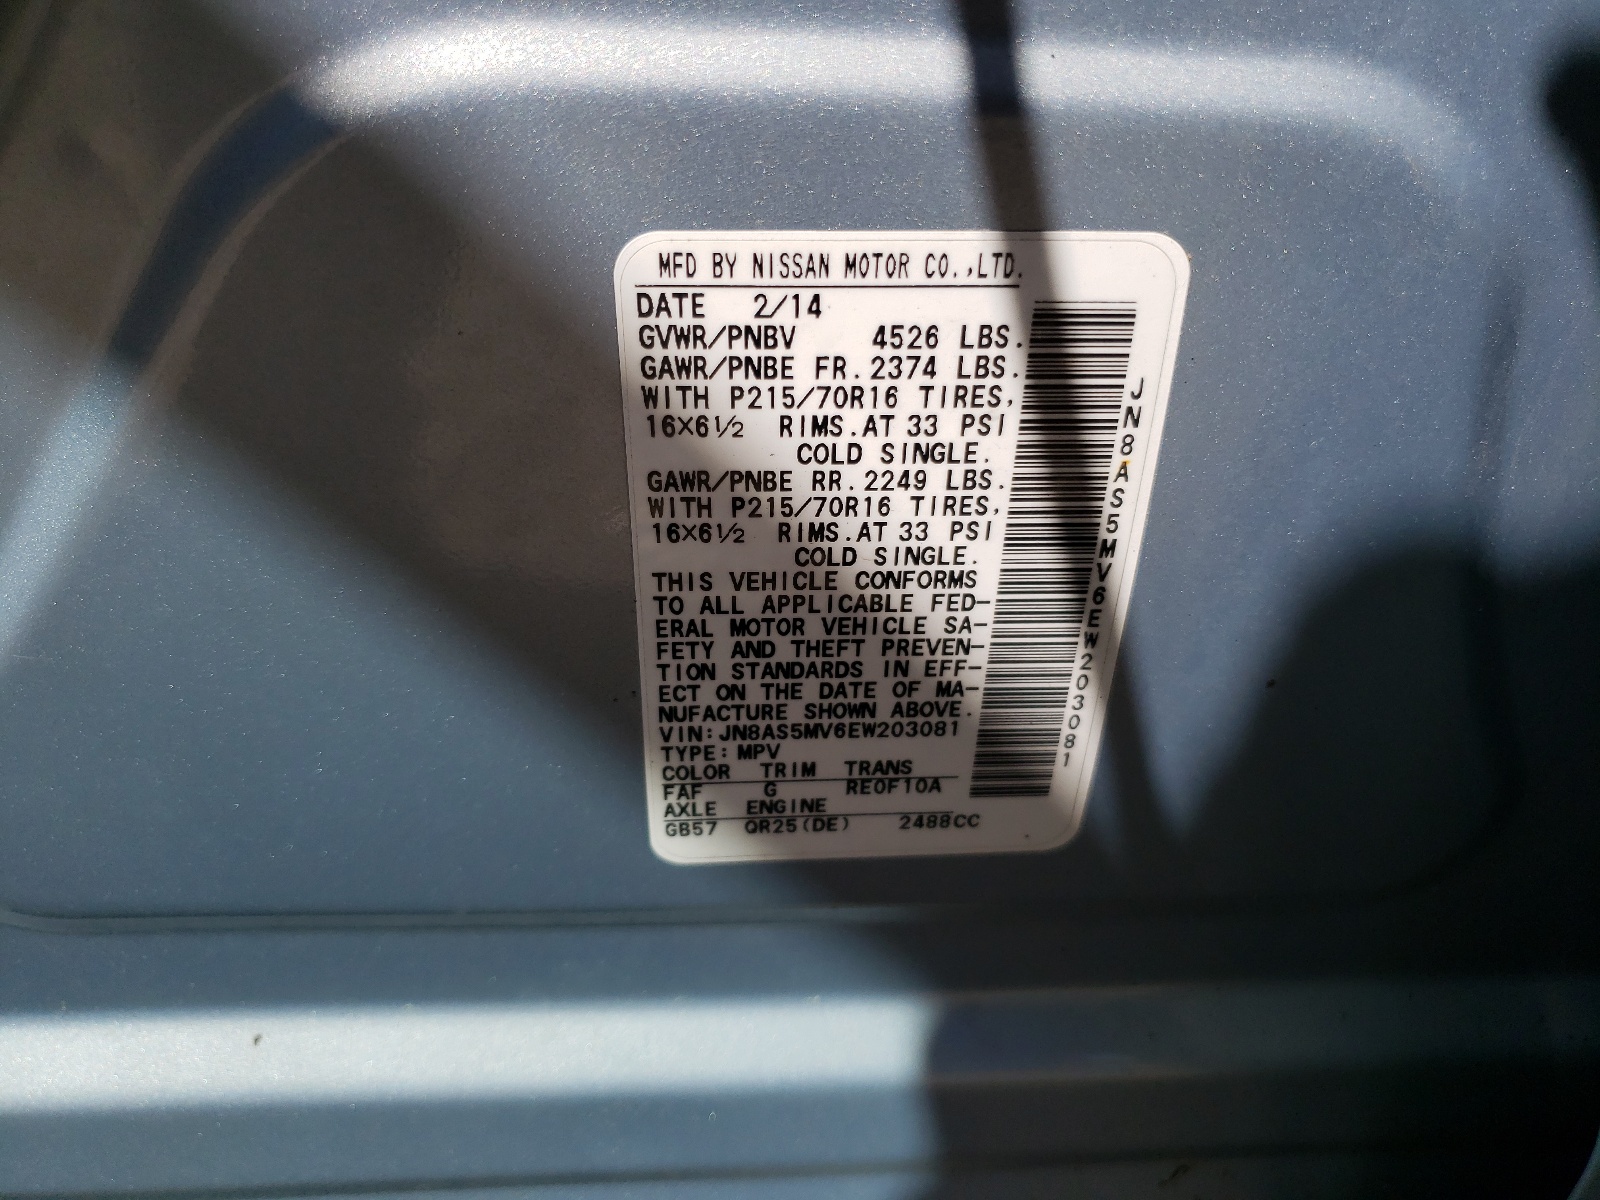 MFD BY NISSAN MOTOR CO.,LTD.
DATE 2/14
GVWR/PNBV 4526 LBS.
GAWR/PNBE FR. 2374 LBS.
WITH P215/70R16 TIRES,
16×6½ RIMS.AT 33 PSI
COLD SINGLE.
GAWR/PNBE RR. 2249 LBS.
WITH P215/70R16 TIRES,
16×6½ RIMS.AT 33 PSI
COLD SINGLE.
THIS VEHICLE CONFORMS
TO ALL APPLICABLE FED-
ERAL MOTOR VEHICLE SA-
FETY AND THEFT PREVEN-
TION STANDARDS IN EFF-
ECT ON THE DATE OF MA-
NUFACTURE SHOWN ABOVE.
VIN:JN8AS5MV6EW203081
TYPE: MPV
COLOR TRIM TRANS
FAF G RE0F10A
AXLE ENGINE
GB57 QR25(DE) 2488CC
JN8AS5MV6EW203081